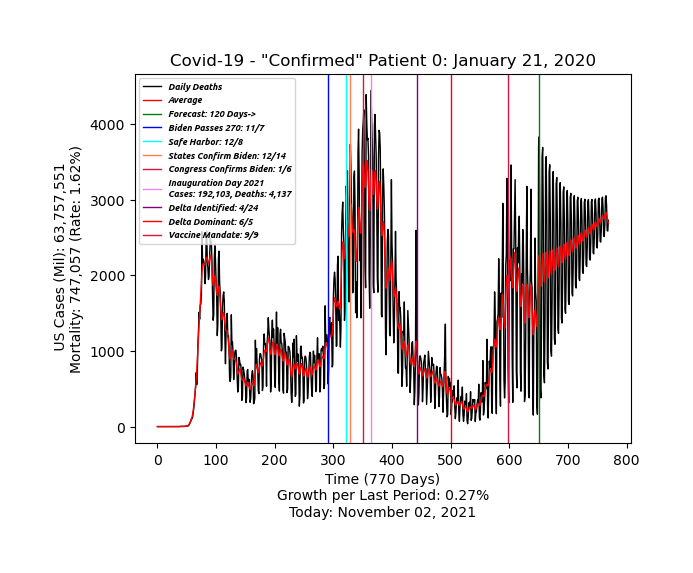 Covid-19 - "Confirmed" Patient 0: January 21, 2020
Daily Deaths
Average
Forecast: 120 Days->
Biden Passes 270: 11/7
Safe Harbor: 12/8
States Confirm Biden: 12/14
Congress Confirms Biden: 1/6
Inauguration Day 2021
Cases: 192,103, Deaths: 4,137
Delta Identified: 4/24
Delta Dominant: 6/5
Vaccine Mandate: 9/9
US Cases (Mil): 63,757,551
Mortality: 747,057 (Rate: 1.62%)
4000
3000
2000
1000
0
0 100 200 300 400 500 600 700 800
Time (770 Days)
Growth per Last Period: 0.27%
Today: November 02, 2021